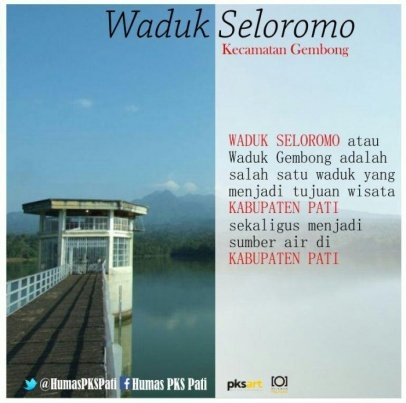 Waduk Seloromo
Kecamatan Gembong
WADUK SELOROMO atau
Waduk Gembong adalah
salah satu waduk yang
menjadi tujuan wisata
KABUPATEN PATI
sekaligus menjadi
sumber air di
KABUPATEN PATI
@HumasPKSPati f Humas PKS Pati
pksart